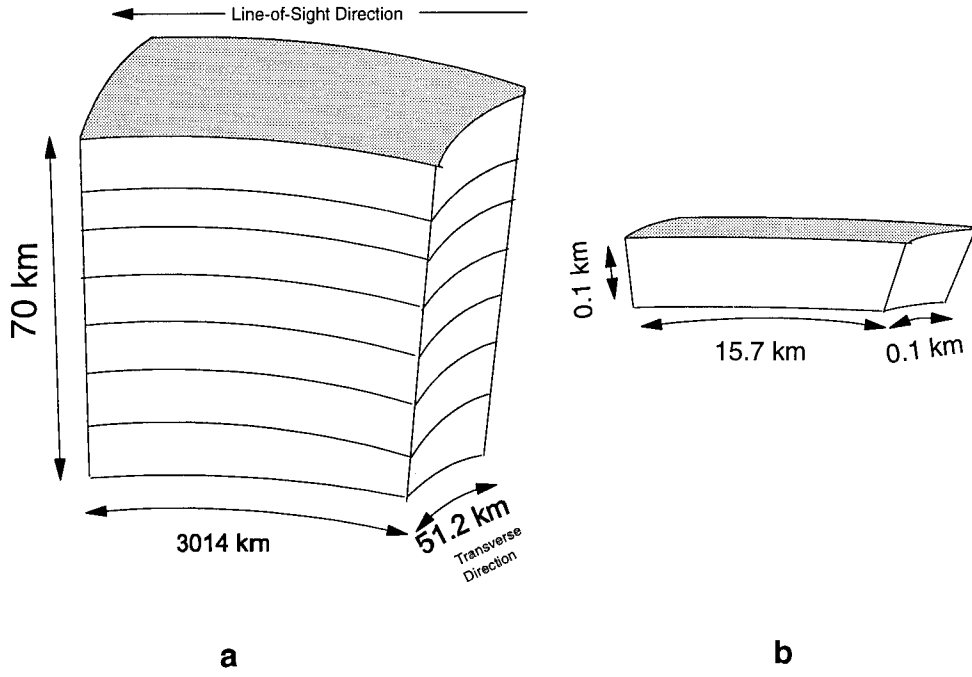 Line-of-Sight Direction
70 km
3014 km
51.2 km
Transverse
Direction
0.1 km
15.7 km
0.1 km
a
b